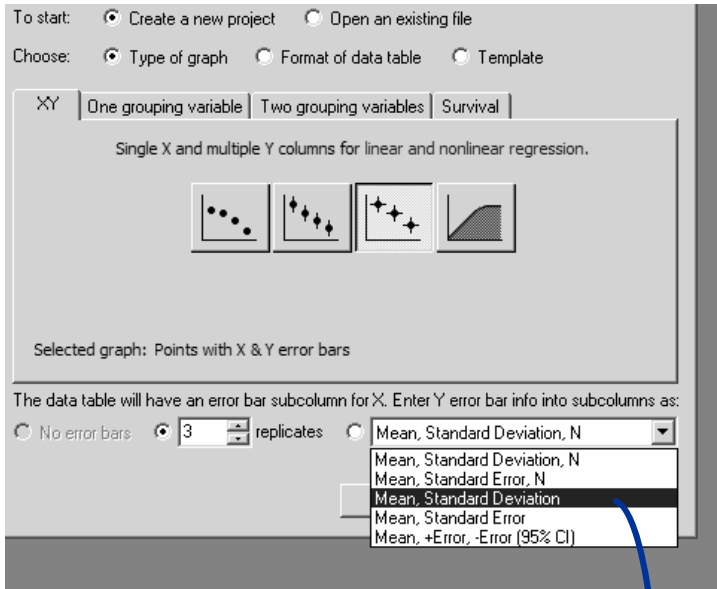 To start: Create a new project Open an existing file
Choose: Type of graph Format of data table Template
XY One grouping variable Two grouping variables Survival
Single X and multiple Y columns for linear and nonlinear regression.
Selected graph: Points with X & Y error bars
The data table will have an error bar subcolumn for X. Enter Y error bar info into subcolumns as:
No error bars 3 replicates Mean, Standard Deviation, N
Mean, Standard Deviation, N
Mean, Standard Error, N
Mean, Standard Deviation
Mean, Standard Error
Mean, +Error, -Error (95% CI)